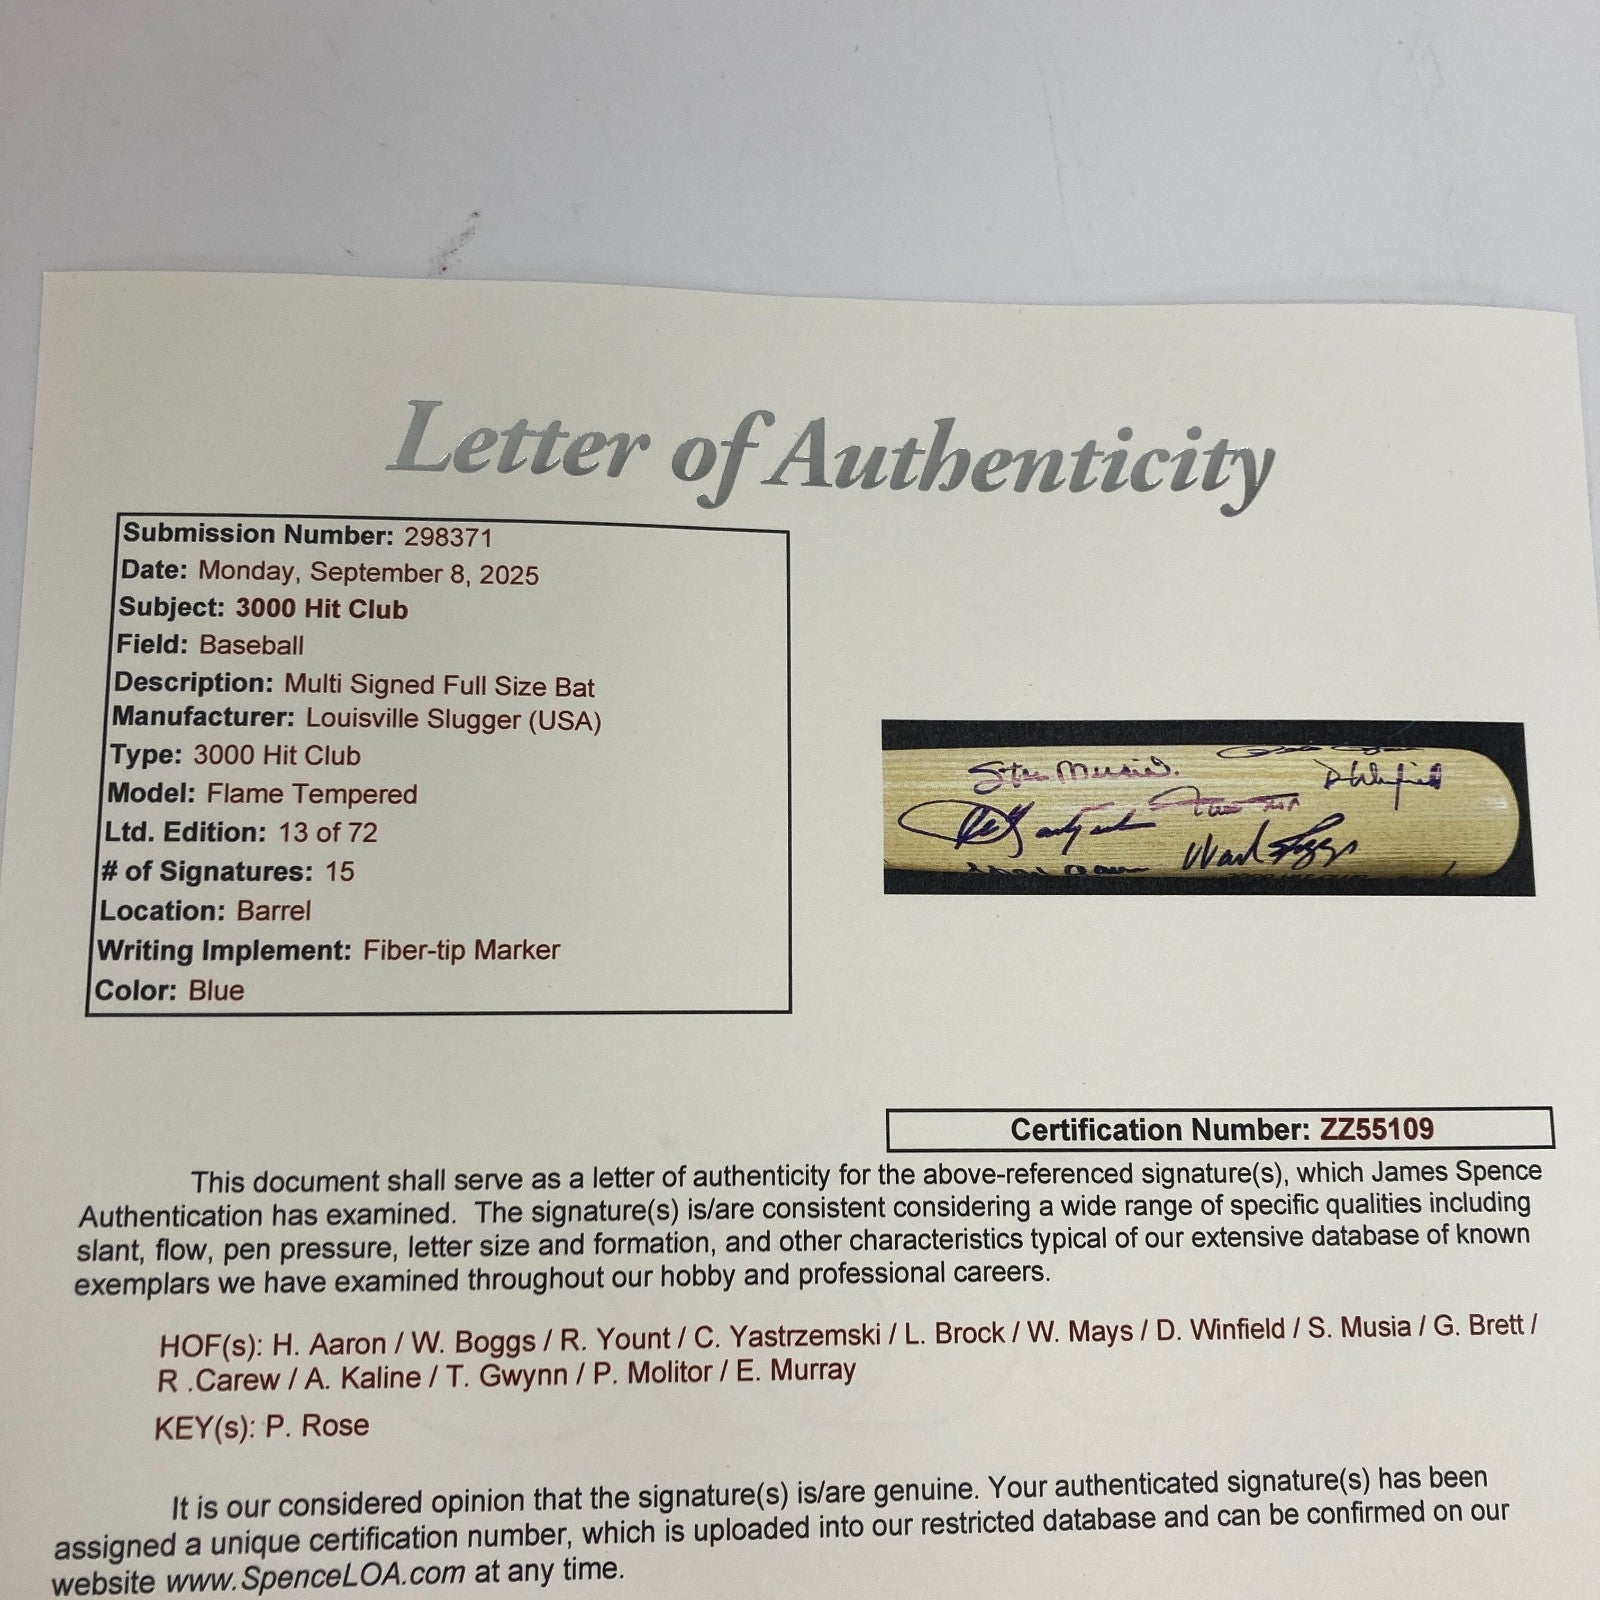 Letter of Authenticity
Submission Number: 298371
Date: Monday, September 8, 2025
Subject: 3000 Hit Club
Field: Baseball
Description: Multi Signed Full Size Bat
Manufacturer: Louisville Slugger (USA)
Type: 3000 Hit Club
Model: Flame Tempered
Ltd. Edition: 13 of 72
# of Signatures: 15
Location: Barrel
Writing Implement: Fiber-tip Marker
Color: Blue
Stan Musial
D Winfield
Wade Boggs
Certification Number: ZZ55109
This document shall serve as a letter of authenticity for the above-referenced signature(s), which James Spence
Authentication has examined. The signature(s) is/are consistent considering a wide range of specific qualities including
slant, flow, pen pressure, letter size and formation, and other characteristics typical of our extensive database of known
exemplars we have examined throughout our hobby and professional careers.
HOF(s): H. Aaron / W. Boggs / R. Yount / C. Yastrzemski / L. Brock / W. Mays / D. Winfield / S. Musia / G. Brett /
R .Carew / A. Kaline / T. Gwynn / P. Molitor / E. Murray
KEY(s): P. Rose
It is our considered opinion that the signature(s) is/are genuine. Your authenticated signature(s) has been
assigned a unique certification number, which is uploaded into our restricted database and can be confirmed on our
website www.SpenceLOA.com at any time.